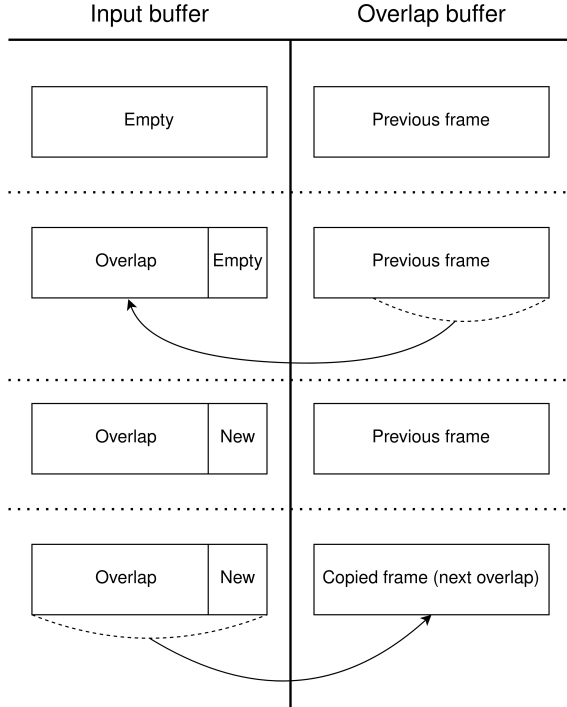 Input buffer
Overlap buffer
Empty
Previous frame
Overlap
Empty
Previous frame
Overlap
New
Previous frame
Overlap
New
Copied frame (next overlap)